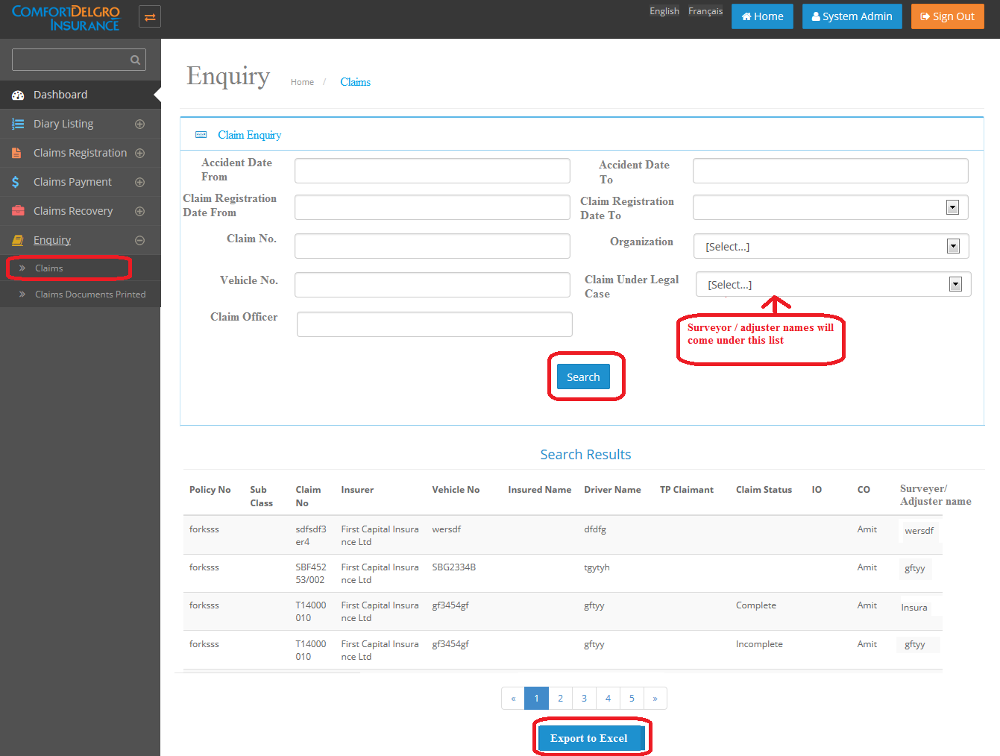 COMFORTDELGRO
INSURANCE
English Français Home System Admin Sign Out
Dashboard
Diary Listing
Claims Registration
Claims Payment
Claims Recovery
Enquiry
» Claims
» Claims Documents Printed
Enquiry Home / Claims
Claim Enquiry
Accident Date
From
Accident Date
To
Claim Registration
Date From
Claim Registration
Date To
Claim No.
Organization [Select...]
Vehicle No.
Claim Under Legal
Case
[Select...]
Claim Officer
Surveyor / adjuster names will
come under this list
Search
Search Results
Policy No Sub Class Claim No Insurer Vehicle No Insured Name Driver Name TP Claimant Claim Status IO CO Surveyer/ Adjuster name
forksss sdfsdf3 First Capital Insura wersdf dfdfg Amit wersdf
er4 nce Ltd
forksss SBF452 First Capital Insura SBG2334B tgytyh Amit gftyy
53/002 nce Ltd
forksss T14000 First Capital Insura gf3454gf gftyy Complete Amit Insura
010 nce Ltd
forksss T14000 First Capital Insura gf3454gf gftyy Incomplete Amit gftyy
010 nce Ltd
« 1 2 3 4 5 »
Export to Excel